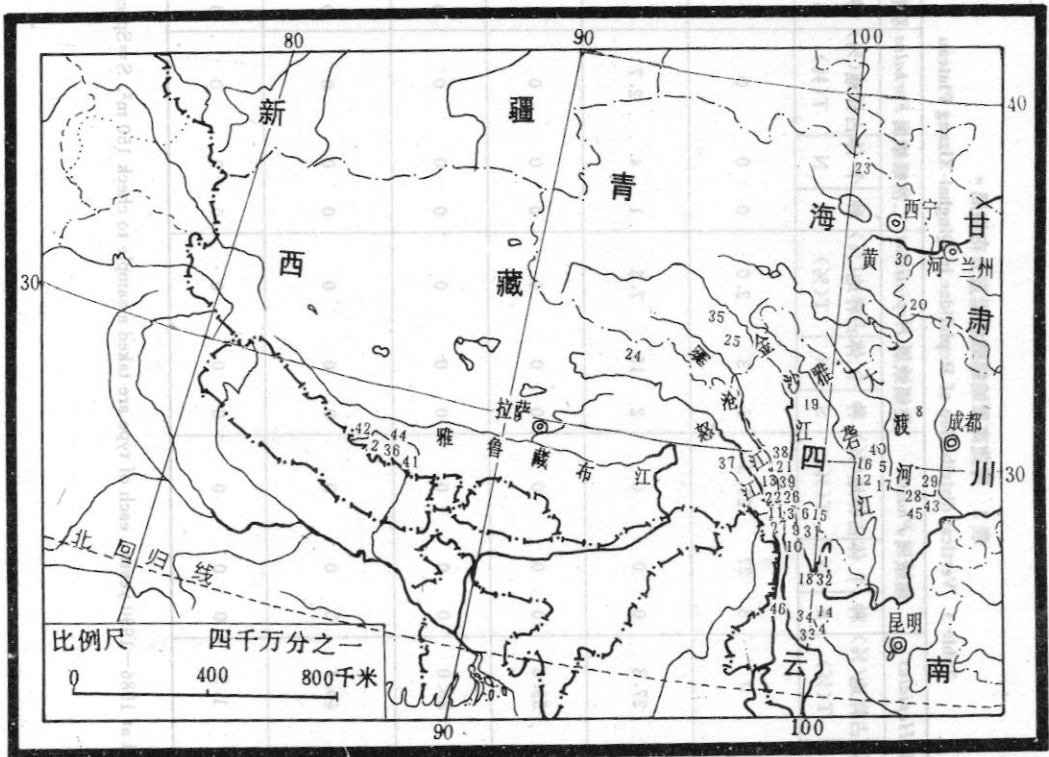 80
90
100
新
疆
40
青
23
海
西宁
甘
西
藏
黄
30
河
兰州
30
20
肃
35
7
25
金
24
澜
沙
雅
大
沧
19
8
拉萨
怒
江
渡
成都
42
44
雅
鲁
藏
布
江
砻
2
36
41
37
江
38
四
40
21
16
5
河
川
30
13
39
12
17
29
江
22
26
江
28
43
11
3
6
15
45
27
9
31
10
1
18
32
北回归线
46
14
34
4
33
昆明
云
南
比例尺 四千万分之一
0 400 800千米
90
100